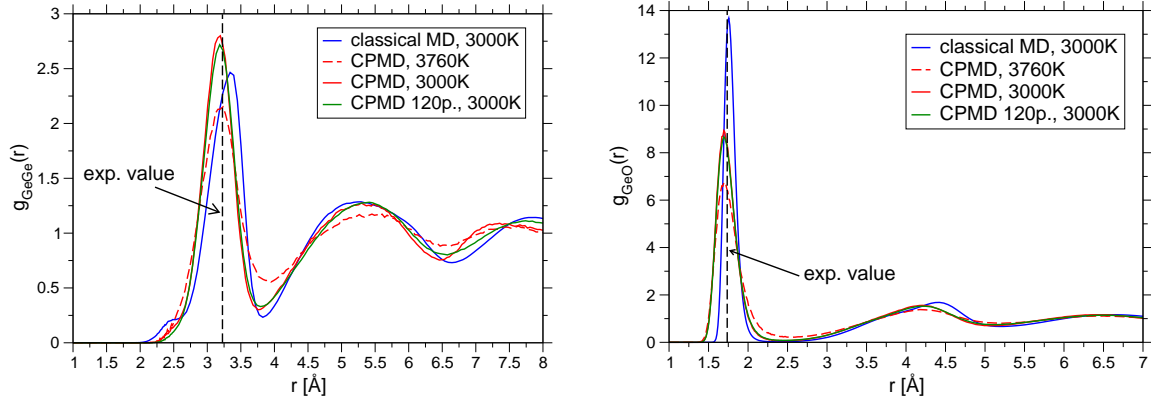 3
2.5
2
1.5
1
0.5
0
g_GeGe(r)
classical MD, 3000K
CPMD, 3760K
CPMD, 3000K
CPMD 120p., 3000K
exp. value
1 1.5 2 2.5 3 3.5 4 4.5 5 5.5 6 6.5 7 7.5 8
r [Å]
14
12
10
8
6
4
2
0
g_GeO(r)
classical MD, 3000K
CPMD, 3760K
CPMD, 3000K
CPMD 120p., 3000K
exp. value
1 1.5 2 2.5 3 3.5 4 4.5 5 5.5 6 6.5 7
r [Å]